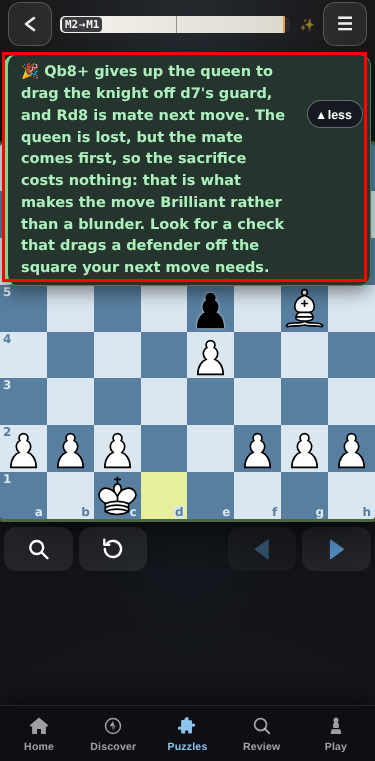 M2→M1
🎉 Qb8+ gives up the queen to
drag the knight off d7's guard,
and Rd8 is mate next move. The
queen is lost, but the mate
comes first, so the sacrifice
costs nothing: that is what
makes the move Brilliant rather
than a blunder. Look for a check
that drags a defender off the
square your next move needs.
▴ less
5
4
3
2
1
a b c d e f g h
Home Discover Puzzles Review Play